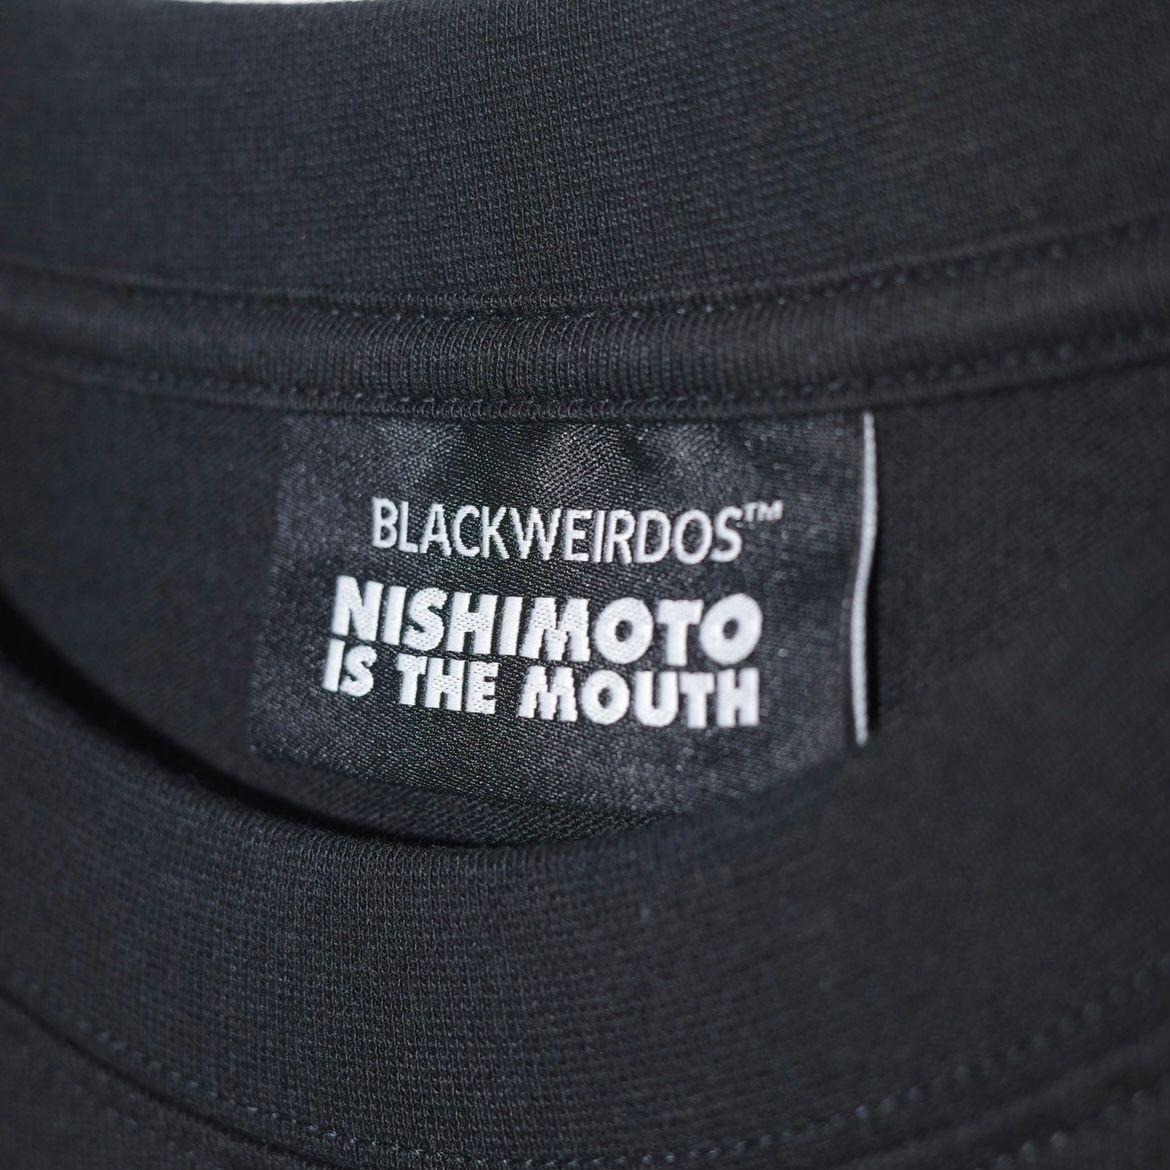 BLACKWEIRDOS™
NISHIMOTO
IS THE MOUTH